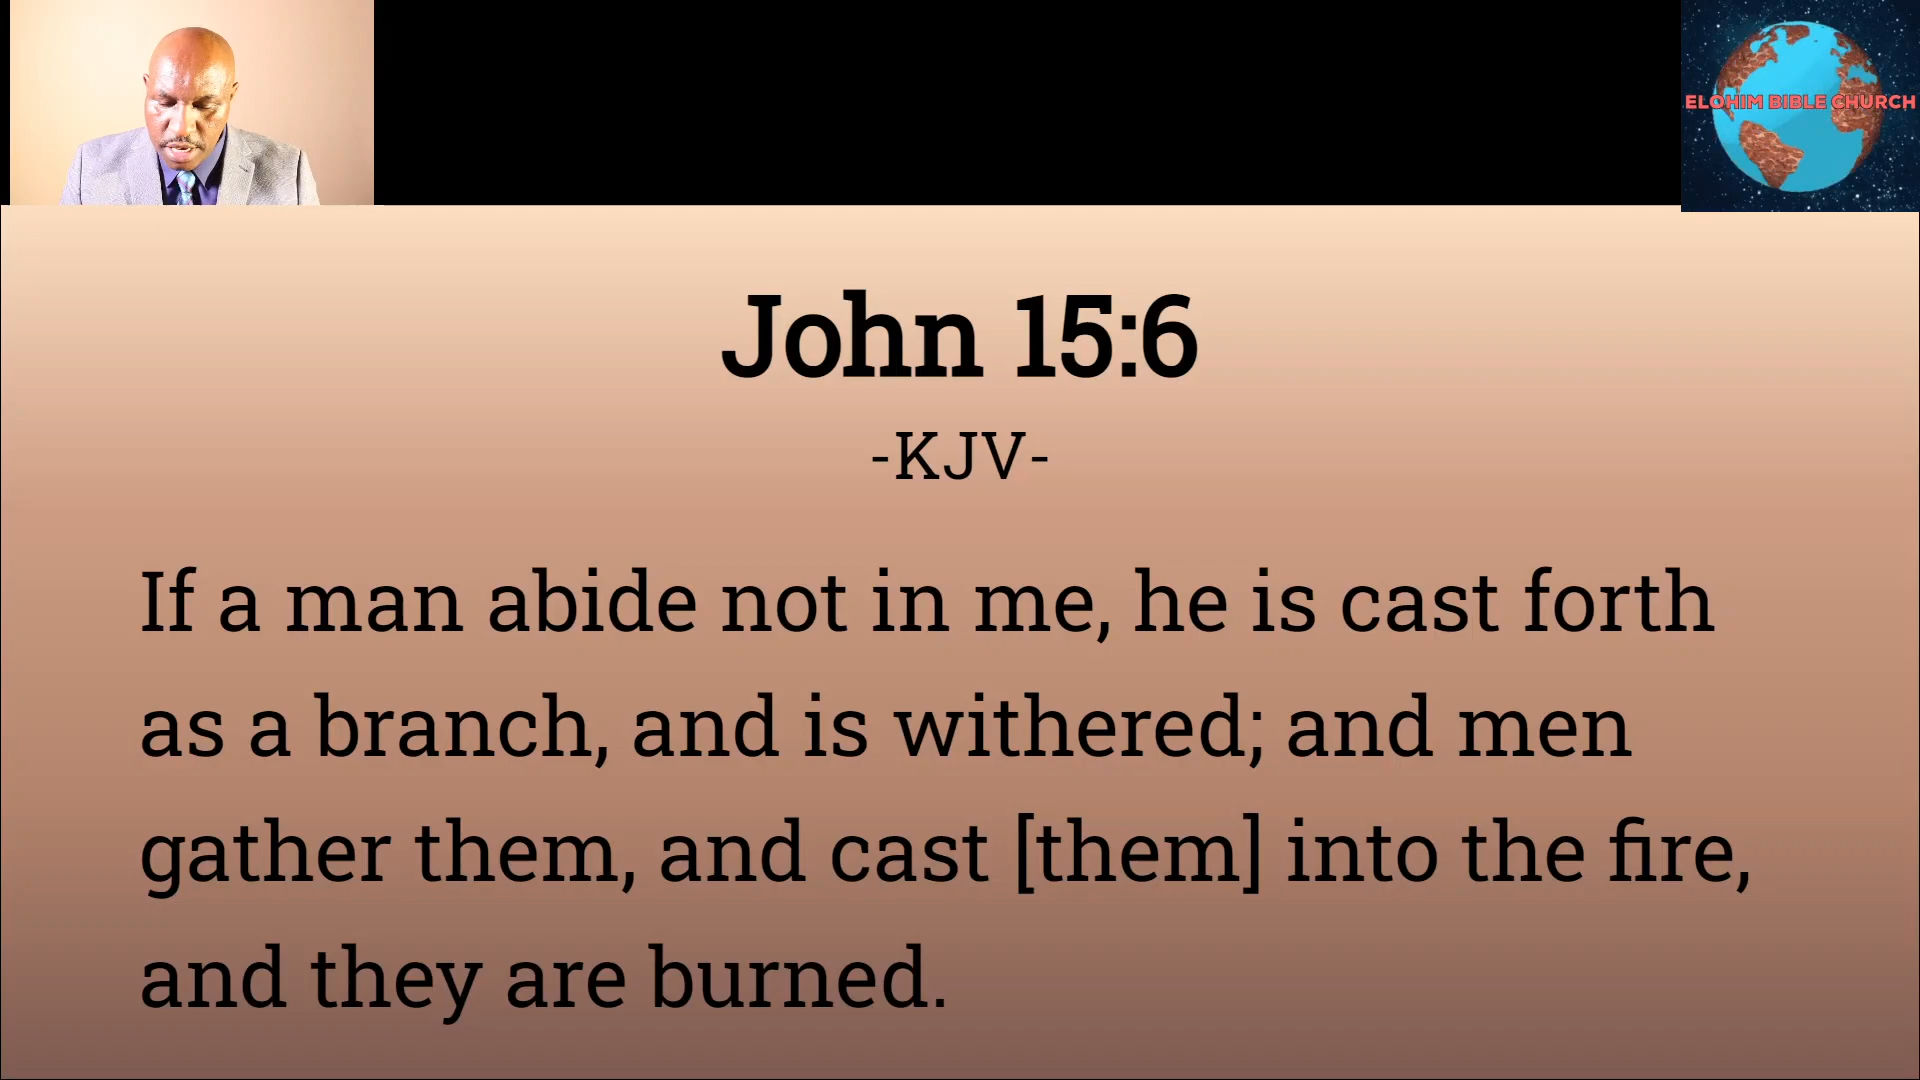 ELOHIM BIBLE CHURCH
John 15:6
-KJV-
If a man abide not in me, he is cast forth
as a branch, and is withered; and men
gather them, and cast [them] into the fire,
and they are burned.